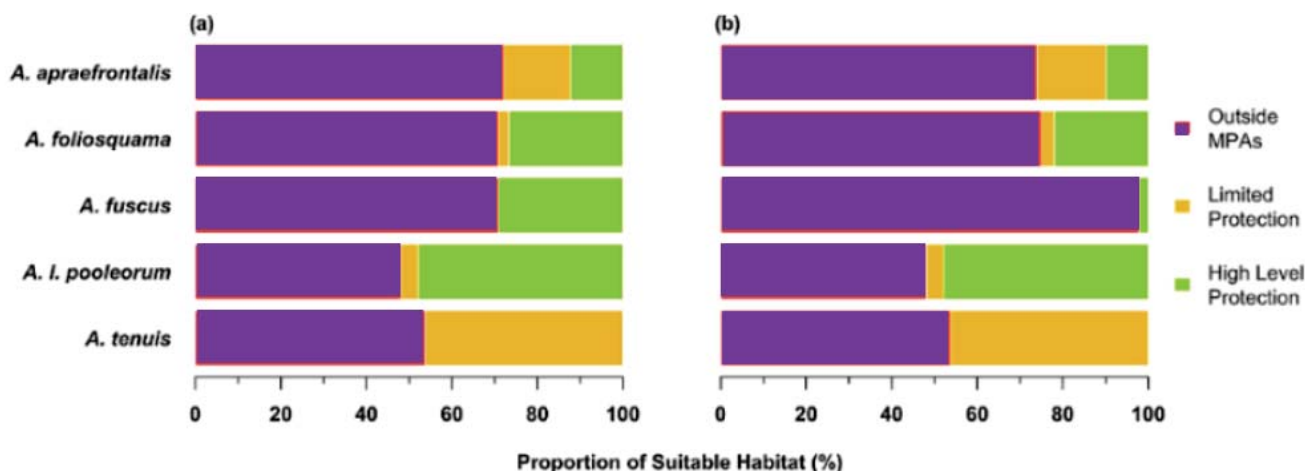 (a) (b)
A. apraefrontalis
A. foliosquama
A. fuscus
A. l. pooleorum
A. tenuis
Outside
MPAs
Limited
Protection
High Level
Protection
0 20 40 60 80 100 0 20 40 60 80 100
Proportion of Suitable Habitat (%)